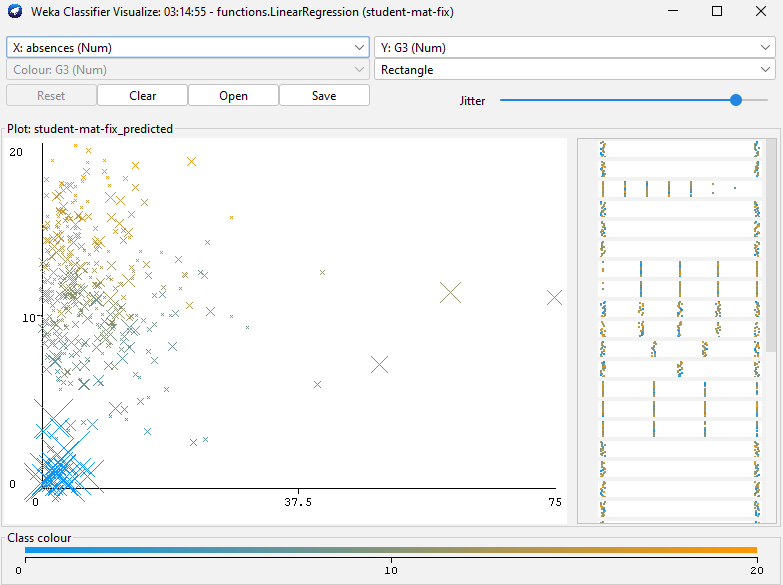 Weka Classifier Visualize: 03:14:55 - functions.LinearRegression (student-mat-fix)
X: absences (Num)
Y: G3 (Num)
Colour: G3 (Num)
Rectangle
Reset
Clear
Open
Save
Jitter
Plot: student-mat-fix_predicted
20
10
0
0
37.5
75
Class colour
0
10
20